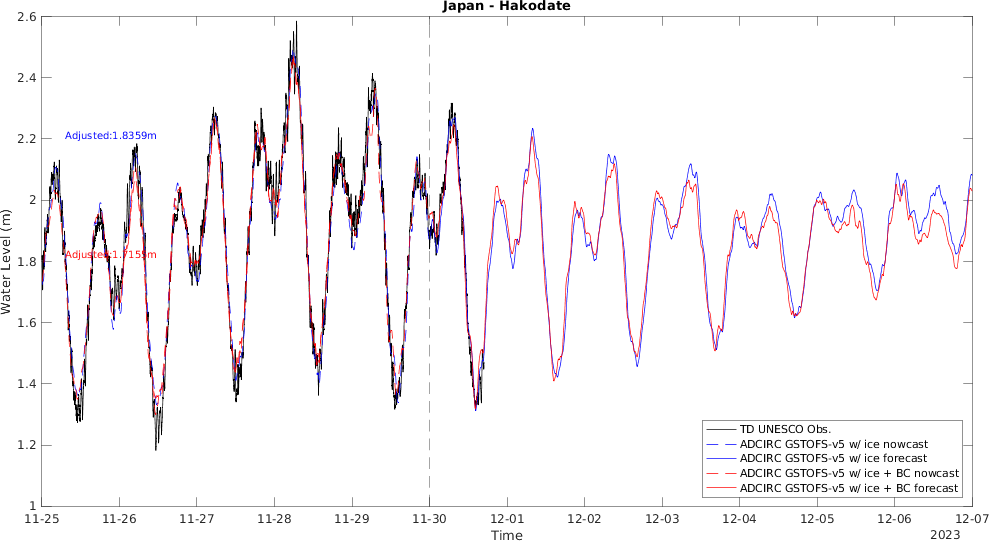 Japan - Hakodate
2.6
2.4
2.2
2
1.8
1.6
1.4
1.2
1
Water Level (m)
Adjusted:1.8359m
Adjusted:1.7155m
TD UNESCO Obs.
ADCIRC GSTOFS-v5 w/ ice nowcast
ADCIRC GSTOFS-v5 w/ ice forecast
ADCIRC GSTOFS-v5 w/ ice + BC nowcast
ADCIRC GSTOFS-v5 w/ ice + BC forecast
11-25
11-26
11-27
11-28
11-29
11-30
12-01
12-02
12-03
12-04
12-05
12-06
12-07
Time
2023